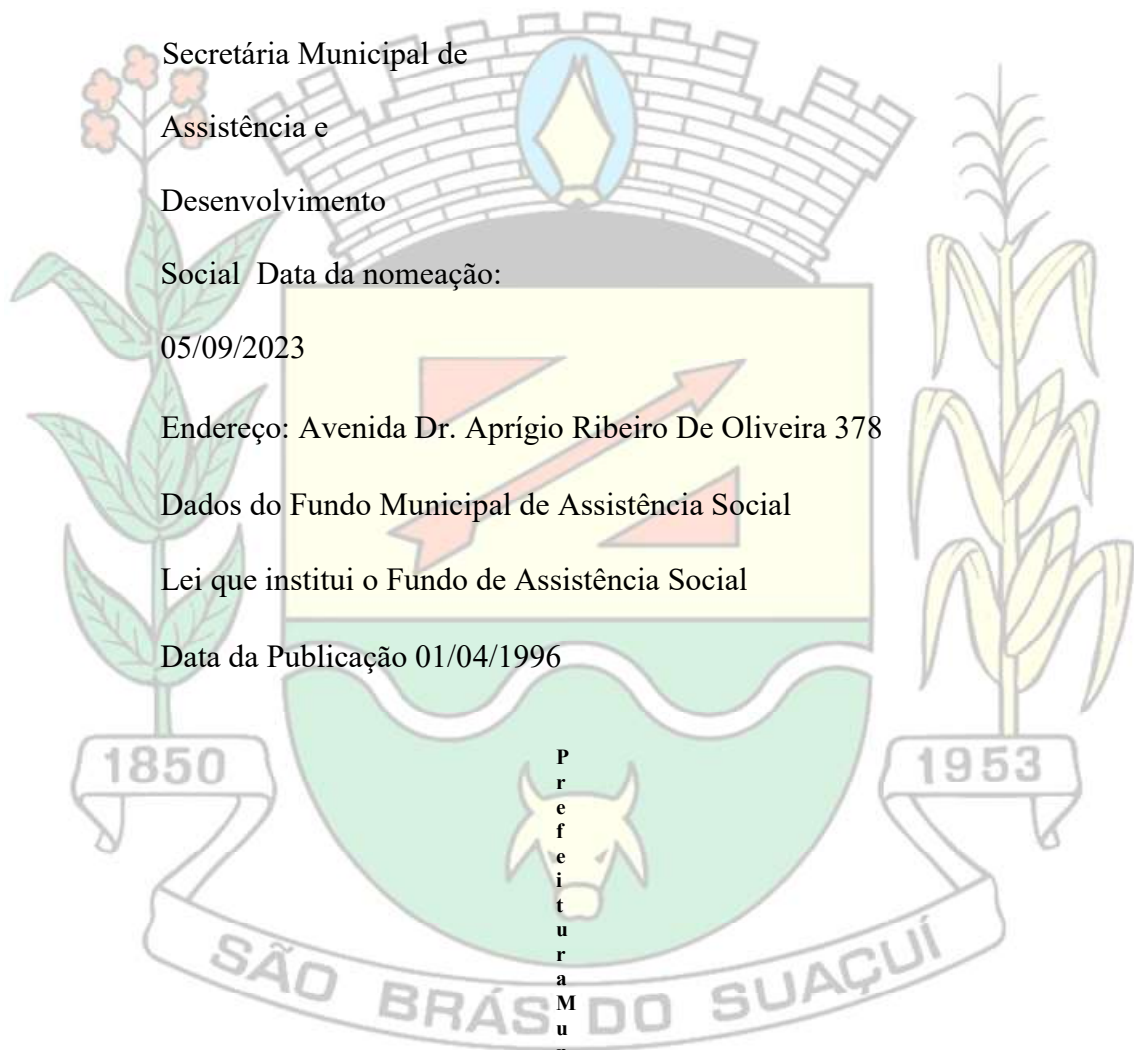 Secretária Municipal de
Assistência e
Desenvolvimento
Social Data da nomeação:
05/09/2023
Endereço: Avenida Dr. Aprígio Ribeiro De Oliveira 378
Dados do Fundo Municipal de Assistência Social
Lei que institui o Fundo de Assistência Social
Data da Publicação 01/04/1996
1850
1953
P
r
e
f
e
i
t
u
r
a
M
u
SÃO BRÁS DO SUAÇUÍ